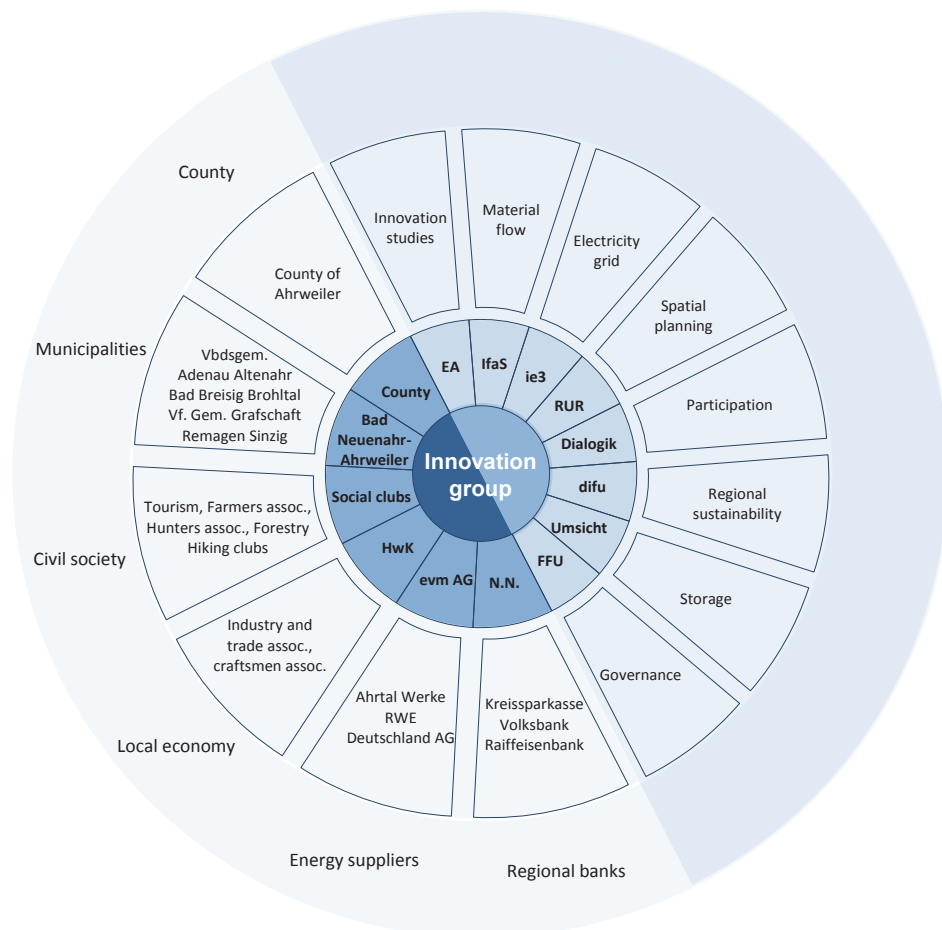 County
Innovation
studies
Material
flow
Electricity
grid
Spatial
planning
Participation
Regional
sustainability
Storage
Governance
County of
Ahrweiler
Municipalities
Vbdsgem.
Adenau Altenahr
Bad Breisig Brohltal
Vf. Gem. Grafschaft
Remagen Sinzig
Civil society
Tourism, Farmers assoc.,
Hunters assoc., Forestry
Hiking clubs
Local economy
Industry and
trade assoc.,
craftsmen assoc.
Energy suppliers
Ahrtal Werke
RWE
Deutschland AG
Regional banks
Kreissparkasse
Volksbank
Raiffeisenbank
EA
IfaS
ie3
RUR
Dialogik
difu
Umsicht
FFU
N.N.
evm AG
HwK
Social clubs
Bad
Neuenahr-
Ahrweiler
County
Innovation
group